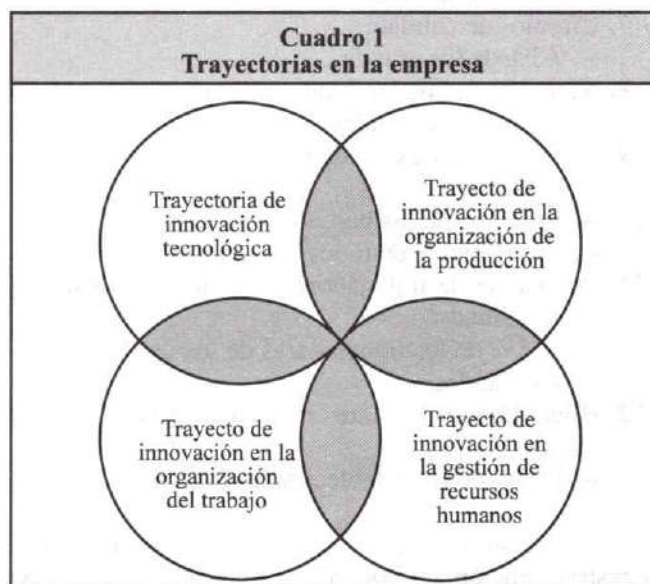 Cuadro 1
Trayectorias en la empresa
Trayectoria de
innovación
tecnológica
Trayecto de
innovación en la
organización de
la producción
Trayecto de
innovación en la
organización
del trabajo
Trayecto de
innovación en
la gestión de
recursos
humanos